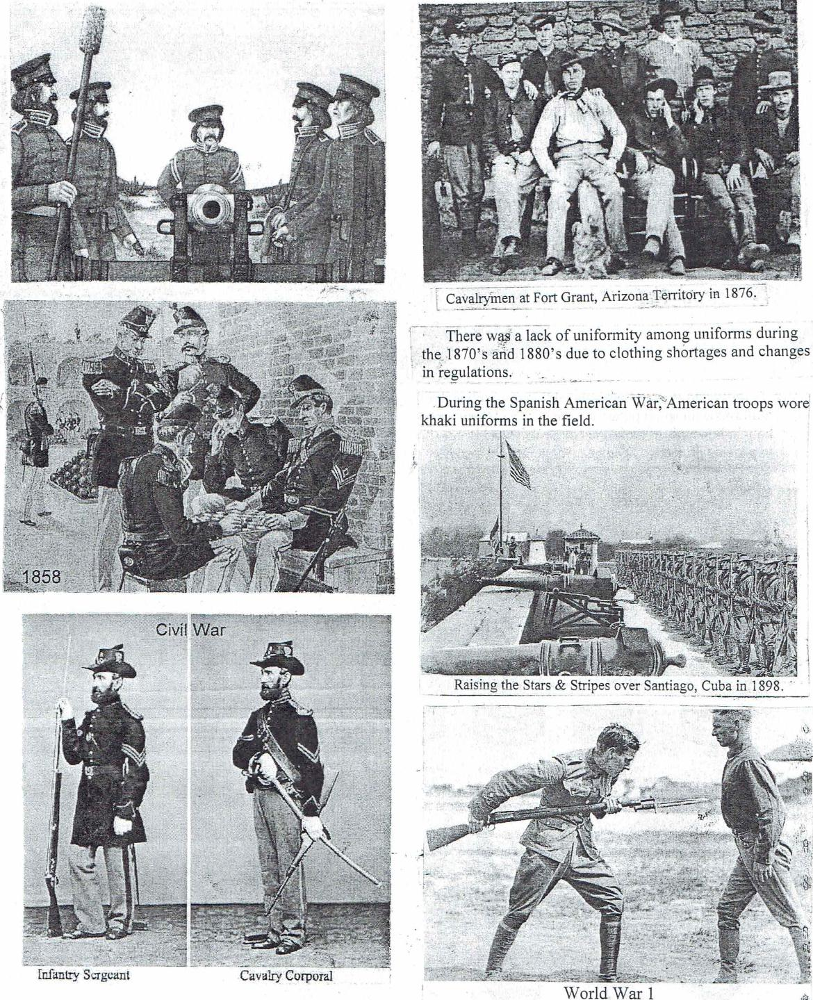 1858
Civil War
Infantry Sergeant
Cavalry Corporal
Cavalrymen at Fort Grant, Arizona Territory in 1876.
There was a lack of uniformity among uniforms during
the 1870's and 1880's due to clothing shortages and changes
in regulations.
During the Spanish American War, American troops wore
khaki uniforms in the field.
Raising the Stars & Stripes over Santiago, Cuba in 1898.
World War 1